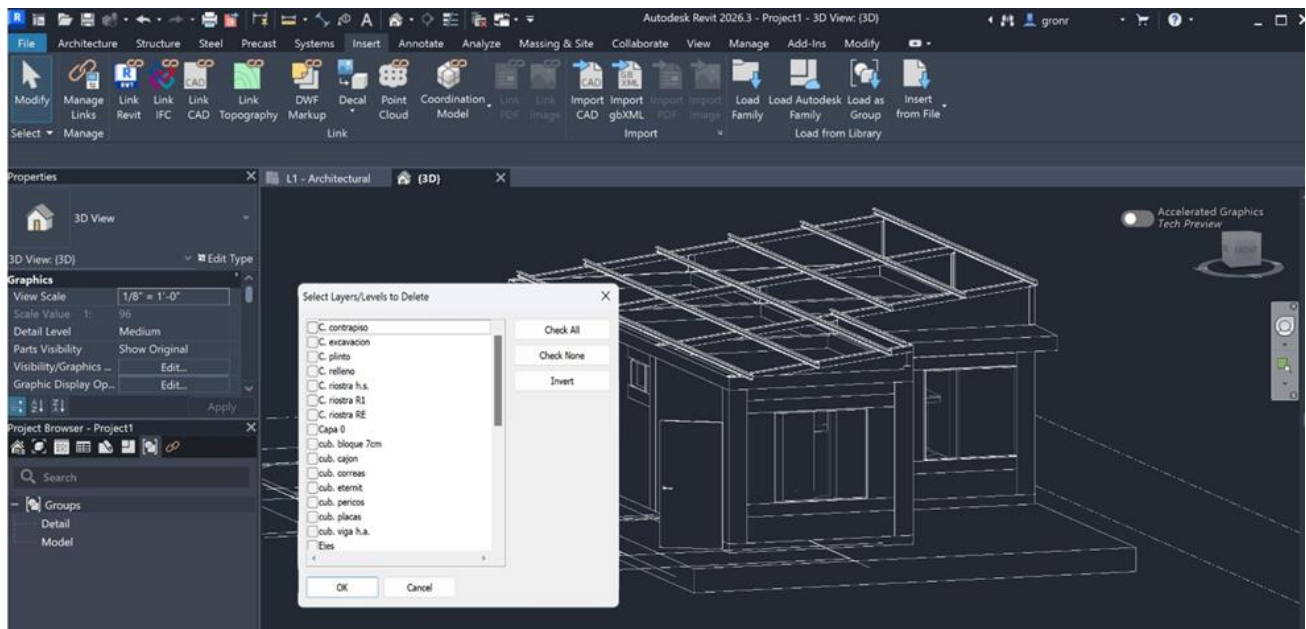 Autodesk Revit 2026.3 - Project1 - 3D View: {3D}
gronr
File Architecture Structure Steel Precast Systems Insert Annotate Analyze Massing & Site Collaborate View Manage Add-Ins Modify
Modify
Manage Links
Link Revit
Link IFC
Link CAD
Link Topography
DWF Markup
Decal
Point Cloud
Coordination Model
Link PDF
Link Image
Import CAD
Import gbXML
Import PDF
Import Image
Load Family
Load Autodesk Family
Load as Group
Insert from File
Select Manage Link Import Load from Library
Properties
L1 - Architectural
{3D}
3D View
3D View: {3D} Edit Type
Graphics
View Scale 1/8" = 1'-0"
Scale Value 1: 96
Detail Level Medium
Parts Visibility Show Original
Visibility/Graphics ... Edit...
Graphic Display Op... Edit...
Apply
Project Browser - Project1
Search
Groups
Detail
Model
Select Layers/Levels to Delete
C. contrapiso
C. excavacion
C. plinto
C. relleno
C. riostra h.s.
C. riostra R1
C. riostra RE
Capa 0
cub. bloque 7cm
cub. cajon
cub. correas
cub. eternit
cub. pericos
cub. placas
cub. viga h.a.
Ejes
Check All
Check None
Invert
OK
Cancel
Accelerated Graphics
Tech Preview
FRONT